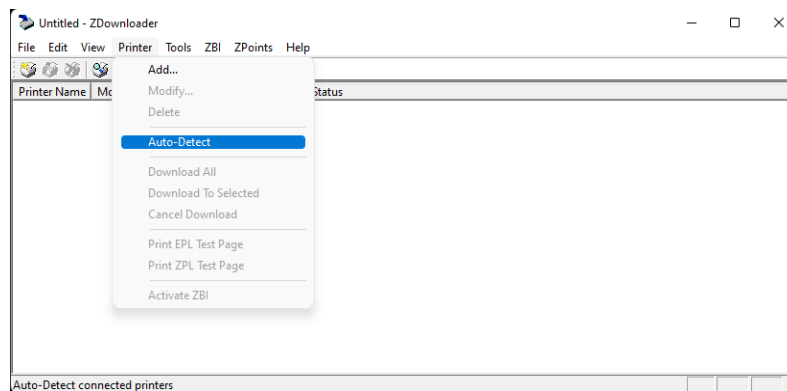 Untitled - ZDownloader
File Edit View Printer Tools ZBI ZPoints Help
Printer Name Mo Status
Add...
Modify...
Delete
Auto-Detect
Download All
Download To Selected
Cancel Download
Print EPL Test Page
Print ZPL Test Page
Activate ZBI
Auto-Detect connected printers